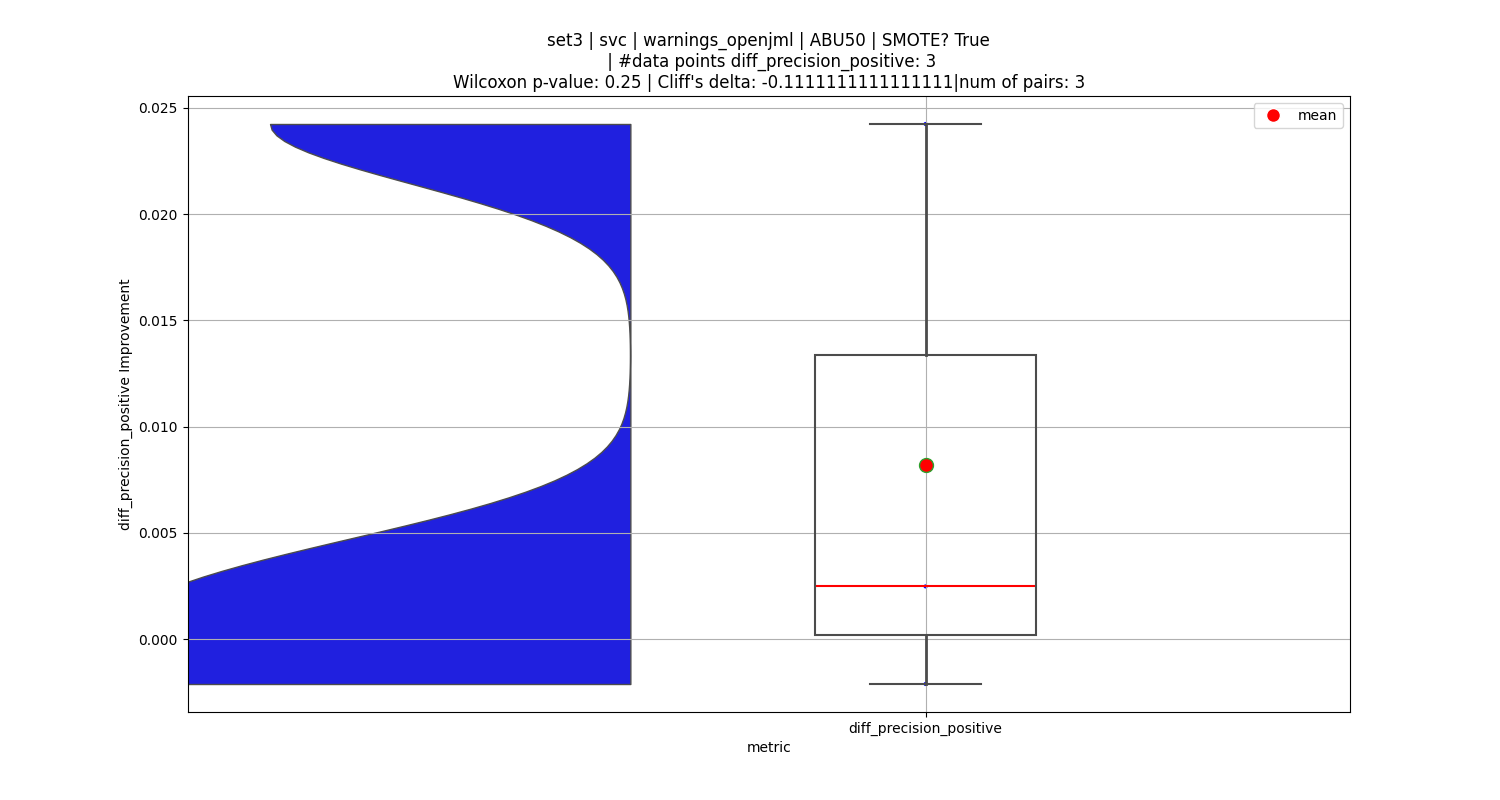 set3 | svc | warnings_openjml | ABU50 | SMOTE? True
| #data points diff_precision_positive: 3
Wilcoxon p-value: 0.25 | Cliff's delta: -0.1111111111111111|num of pairs: 3
mean
0.025
0.020
0.015
0.010
0.005
0.000
diff_precision_positive Improvement
diff_precision_positive
metric